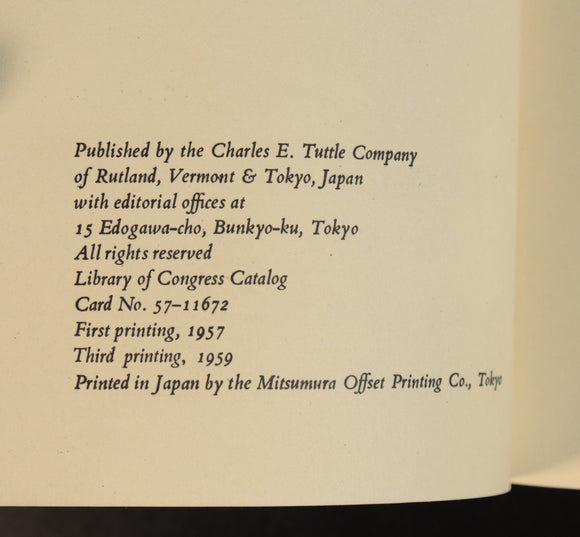 Published by the Charles E. Tuttle Company
of Rutland, Vermont & Tokyo, Japan
with editorial offices at
15 Edogawa-cho, Bunkyo-ku, Tokyo
All rights reserved
Library of Congress Catalog
Card No. 57–11672
First printing, 1957
Third printing, 1959
Printed in Japan by the Mitsumura Offset Printing Co., Tokyo